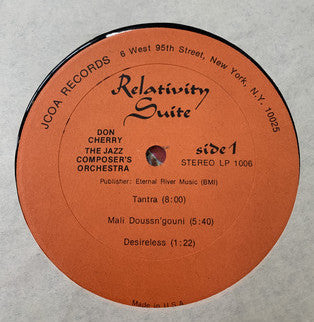 JCOA RECORDS 6 West 95th Street, New York, N.Y. 10025
Relativity
Suite
DON
CHERRY
THE JAZZ
COMPOSER'S
ORCHESTRA
side 1
STEREO LP 1006
Publisher: Eternal River Music (BMI)
Tantra (8:00)
Mali Doussn'gouni (5:40)
Desireless (1:22)
Made in U.S.A.